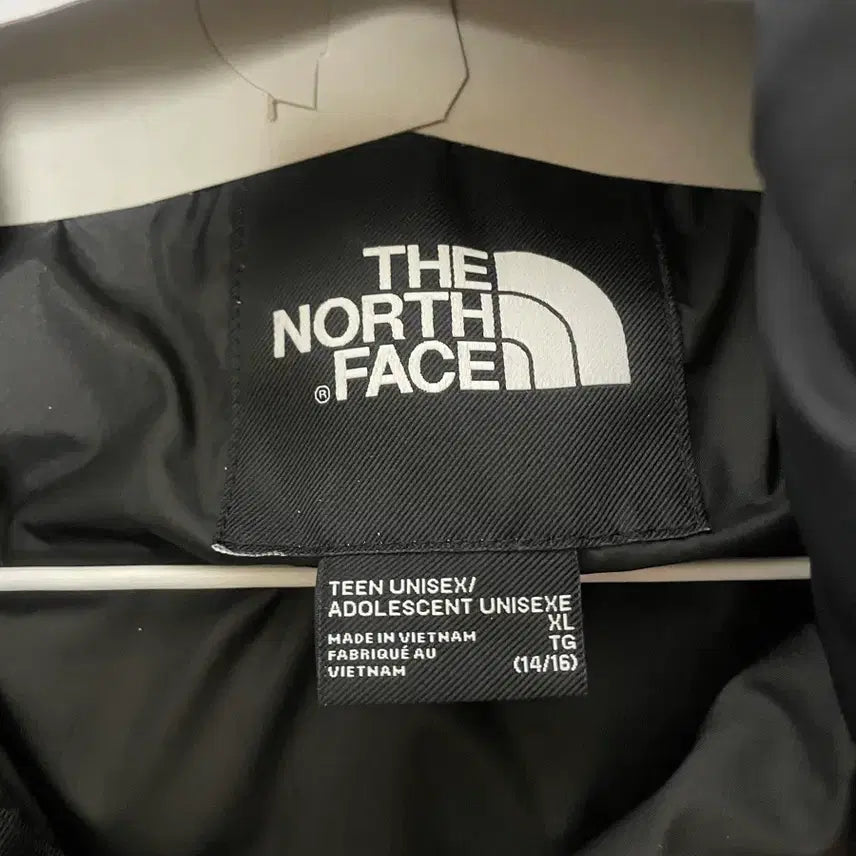 THE
NORTH
® FACE
TEEN UNISEX/
ADOLESCENT UNISEXE
XL
MADE IN VIETNAM TG
FABRIQUÉ AU (14/16)
VIETNAM